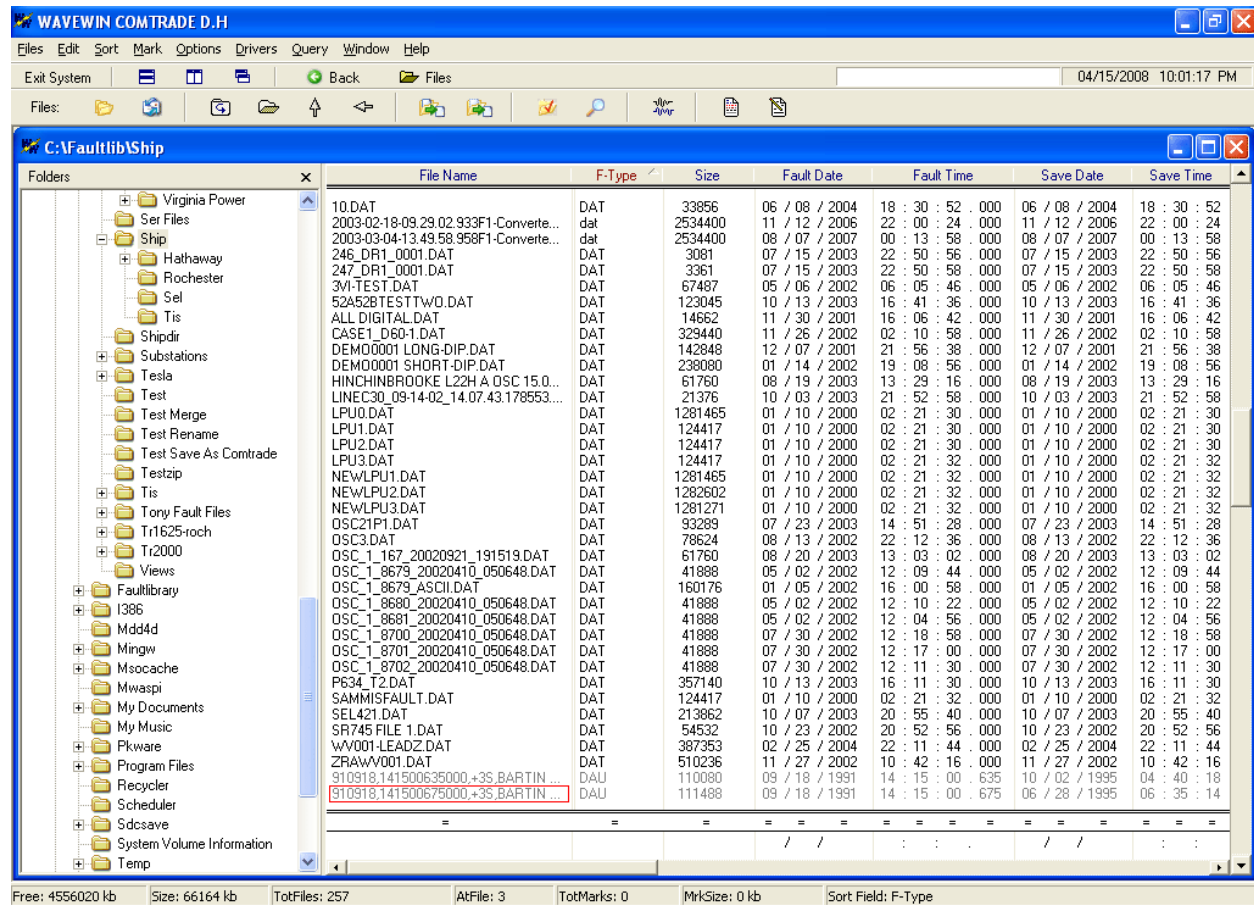 WAVEWIN COMTRADE D.H
Files Edit Sort Mark Options Drivers Query Window Help
Exit System Back Files 04/15/2008 10:01:17 PM
Files:
C:\Faultlib\Ship
Folders x
Virginia Power
Ser Files
Ship
Hathaway
Rochester
Sel
Tis
Shipdir
Substations
Tesla
Test
Test Merge
Test Rename
Test Save As Comtrade
Testzip
Tis
Tony Fault Files
Tr1625-roch
Tr2000
Views
Faultlibrary
I386
Mdd4d
Mingw
Msocache
Mwaspi
My Documents
My Music
Pkware
Program Files
Recycler
Scheduler
Sdcsave
System Volume Information
Temp
File Name F-Type Size Fault Date Fault Time Save Date Save Time
10.DAT DAT 33856 06 / 08 / 2004 18 : 30 : 52 . 000 06 / 08 / 2004 18 : 30 : 52
2003-02-18-09.29.02.933F1-Converte... dat 2534400 11 / 12 / 2006 22 : 00 : 24 . 000 11 / 12 / 2006 22 : 00 : 24
2003-03-04-13.49.58.958F1-Converte... dat 2534400 08 / 07 / 2007 00 : 13 : 58 . 000 08 / 07 / 2007 00 : 13 : 58
246_DR1_0001.DAT DAT 3081 07 / 15 / 2003 22 : 50 : 56 . 000 07 / 15 / 2003 22 : 50 : 56
247_DR1_0001.DAT DAT 3361 07 / 15 / 2003 22 : 50 : 58 . 000 07 / 15 / 2003 22 : 50 : 58
3VI-TEST.DAT DAT 67487 05 / 06 / 2002 06 : 05 : 46 . 000 05 / 06 / 2002 06 : 05 : 46
52A52BTESTTWO.DAT DAT 123045 10 / 13 / 2003 16 : 41 : 36 . 000 10 / 13 / 2003 16 : 41 : 36
ALL DIGITAL.DAT DAT 14662 11 / 30 / 2001 16 : 06 : 42 . 000 11 / 30 / 2001 16 : 06 : 42
CASE1_D60-1.DAT DAT 329440 11 / 26 / 2002 02 : 10 : 58 . 000 11 / 26 / 2002 02 : 10 : 58
DEMO0001 LONG-DIP.DAT DAT 142848 12 / 07 / 2001 21 : 56 : 38 . 000 12 / 07 / 2001 21 : 56 : 38
DEMO0001 SHORT-DIP.DAT DAT 238080 01 / 14 / 2002 19 : 08 : 56 . 000 01 / 14 / 2002 19 : 08 : 56
HINCHINBROOKE L22H A OSC 15.0... DAT 61760 08 / 19 / 2003 13 : 29 : 16 . 000 08 / 19 / 2003 13 : 29 : 16
LINEC30_09-14-02_14.07.43.178553.... DAT 21376 10 / 03 / 2003 21 : 52 : 58 . 000 10 / 03 / 2003 21 : 52 : 58
LPU0.DAT DAT 1281465 01 / 10 / 2000 02 : 21 : 30 . 000 01 / 10 / 2000 02 : 21 : 30
LPU1.DAT DAT 124417 01 / 10 / 2000 02 : 21 : 30 . 000 01 / 10 / 2000 02 : 21 : 30
LPU2.DAT DAT 124417 01 / 10 / 2000 02 : 21 : 30 . 000 01 / 10 / 2000 02 : 21 : 30
LPU3.DAT DAT 124417 01 / 10 / 2000 02 : 21 : 32 . 000 01 / 10 / 2000 02 : 21 : 32
NEWLPU1.DAT DAT 1281465 01 / 10 / 2000 02 : 21 : 32 . 000 01 / 10 / 2000 02 : 21 : 32
NEWLPU2.DAT DAT 1282602 01 / 10 / 2000 02 : 21 : 32 . 000 01 / 10 / 2000 02 : 21 : 32
NEWLPU3.DAT DAT 1281271 01 / 10 / 2000 02 : 21 : 32 . 000 01 / 10 / 2000 02 : 21 : 32
OSC21P1.DAT DAT 93289 07 / 23 / 2003 14 : 51 : 28 . 000 07 / 23 / 2003 14 : 51 : 28
OSC3.DAT DAT 78624 08 / 13 / 2002 22 : 12 : 36 . 000 08 / 13 / 2002 22 : 12 : 36
OSC_1_167_20020921_191519.DAT DAT 61760 08 / 20 / 2003 13 : 03 : 02 . 000 08 / 20 / 2003 13 : 03 : 02
OSC_1_8679_20020410_050648.DAT DAT 41888 05 / 02 / 2002 12 : 09 : 44 . 000 05 / 02 / 2002 12 : 09 : 44
OSC_1_8679_ASCII.DAT DAT 160176 01 / 05 / 2002 16 : 00 : 58 . 000 01 / 05 / 2002 16 : 00 : 58
OSC_1_8680_20020410_050648.DAT DAT 41888 05 / 02 / 2002 12 : 10 : 22 . 000 05 / 02 / 2002 12 : 10 : 22
OSC_1_8681_20020410_050648.DAT DAT 41888 05 / 02 / 2002 12 : 04 : 56 . 000 05 / 02 / 2002 12 : 04 : 56
OSC_1_8700_20020410_050648.DAT DAT 41888 07 / 30 / 2002 12 : 18 : 58 . 000 07 / 30 / 2002 12 : 18 : 58
OSC_1_8701_20020410_050648.DAT DAT 41888 07 / 30 / 2002 12 : 17 : 00 . 000 07 / 30 / 2002 12 : 17 : 00
OSC_1_8702_20020410_050648.DAT DAT 41888 07 / 30 / 2002 12 : 11 : 30 . 000 07 / 30 / 2002 12 : 11 : 30
P634_T2.DAT DAT 357140 10 / 13 / 2003 16 : 11 : 30 . 000 10 / 13 / 2003 16 : 11 : 30
SAMMISFAULT.DAT DAT 124417 01 / 10 / 2000 02 : 21 : 32 . 000 01 / 10 / 2000 02 : 21 : 32
SEL421.DAT DAT 213862 10 / 07 / 2003 20 : 55 : 40 . 000 10 / 07 / 2003 20 : 55 : 40
SR745 FILE 1.DAT DAT 54532 10 / 23 / 2002 20 : 52 : 56 . 000 10 / 23 / 2002 20 : 52 : 56
WV001-LEADZ.DAT DAT 387353 02 / 25 / 2004 22 : 11 : 44 . 000 02 / 25 / 2004 22 : 11 : 44
ZRAWV001.DAT DAT 510236 11 / 27 / 2002 10 : 42 : 16 . 000 11 / 27 / 2002 10 : 42 : 16
910918,141500635000,+3S,BARTIN ... DAU 110080 09 / 18 / 1991 14 : 15 : 00 . 635 10 / 02 / 1995 04 : 40 : 18
910918,141500675000,+3S,BARTIN ... DAU 111488 09 / 18 / 1991 14 : 15 : 00 . 675 06 / 28 / 1995 06 : 35 : 14
= = = = = = = = = = = = = = = =
/ / : : . / / : :
Free: 4556020 kb Size: 66164 kb TotFiles: 257 AtFile: 3 TotMarks: 0 MrkSize: 0 kb Sort Field: F-Type